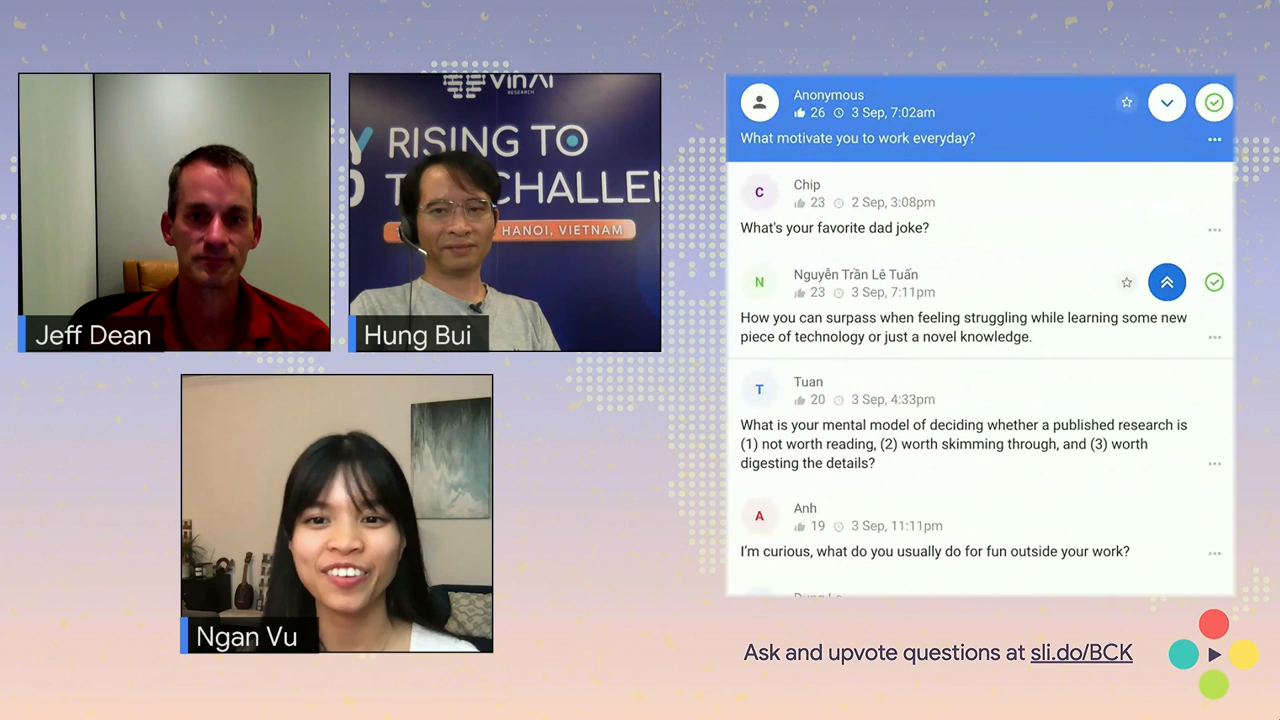 VinAI
RESEARCH
RISING TO
CHALLEN
HANOI, VIETNAM
Jeff Dean
Hung Bui
Ngan Vu
Anonymous
26 3 Sep, 7:02am
What motivate you to work everyday?
C
Chip
23 2 Sep, 3:08pm
What's your favorite dad joke?
N
Nguyễn Trần Lê Tuấn
23 3 Sep, 7:11pm
How you can surpass when feeling struggling while learning some new
piece of technology or just a novel knowledge.
T
Tuan
20 3 Sep, 4:33pm
What is your mental model of deciding whether a published research is
(1) not worth reading, (2) worth skimming through, and (3) worth
digesting the details?
A
Anh
19 3 Sep, 11:11pm
I'm curious, what do you usually do for fun outside your work?
Ask and upvote questions at sli.do/BCK